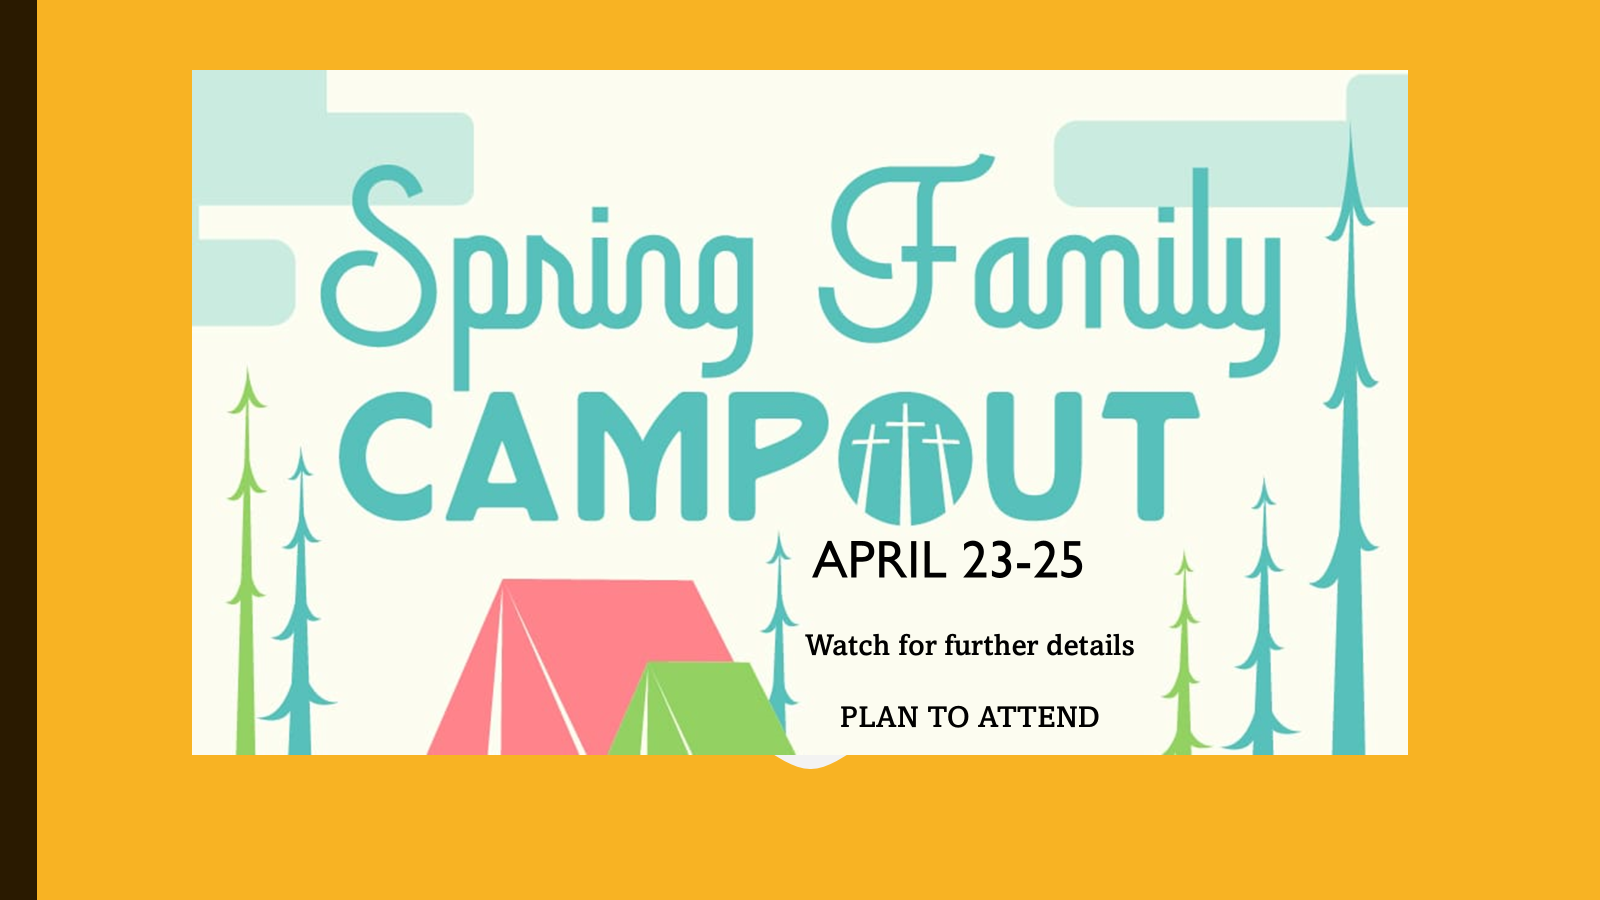 Spring Family
CAMPOUT
APRIL 23-25
Watch for further details
PLAN TO ATTEND